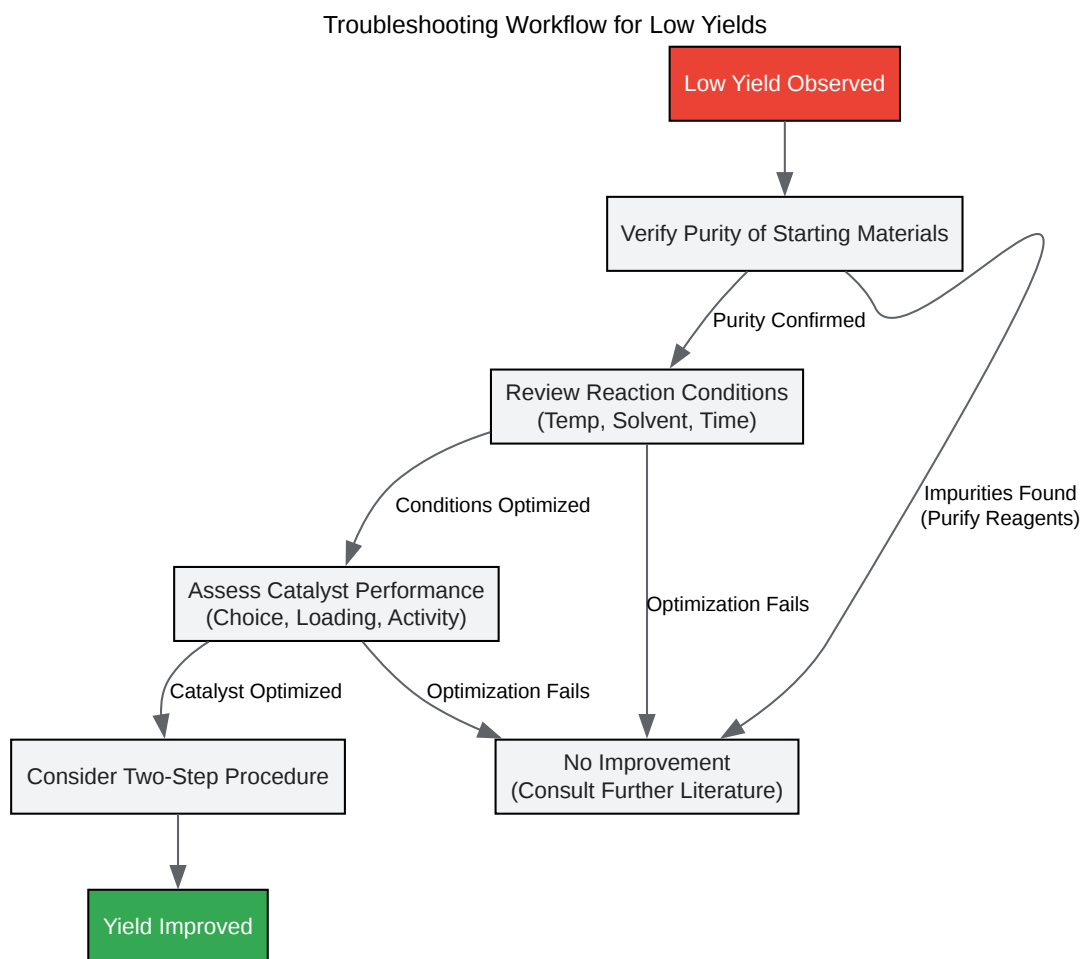 Troubleshooting Workflow for Low Yields
Low Yield Observed
Verify Purity of Starting Materials
Purity Confirmed
Review Reaction Conditions
(Temp, Solvent, Time)
Impurities Found
(Purify Reagents)
Conditions Optimized
Assess Catalyst Performance
(Choice, Loading, Activity)
Optimization Fails
Catalyst Optimized
Optimization Fails
Consider Two-Step Procedure
No Improvement
(Consult Further Literature)
Yield Improved